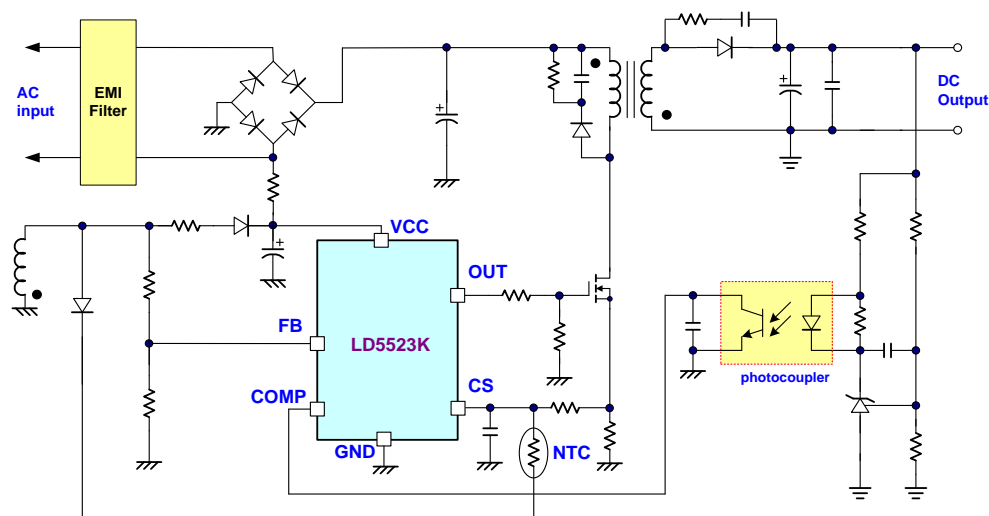 AC
input
EMI
Filter
DC
Output
+
+
+
VCC
OUT
FB
LD5523K
COMP
CS
GND
NTC
photocoupler